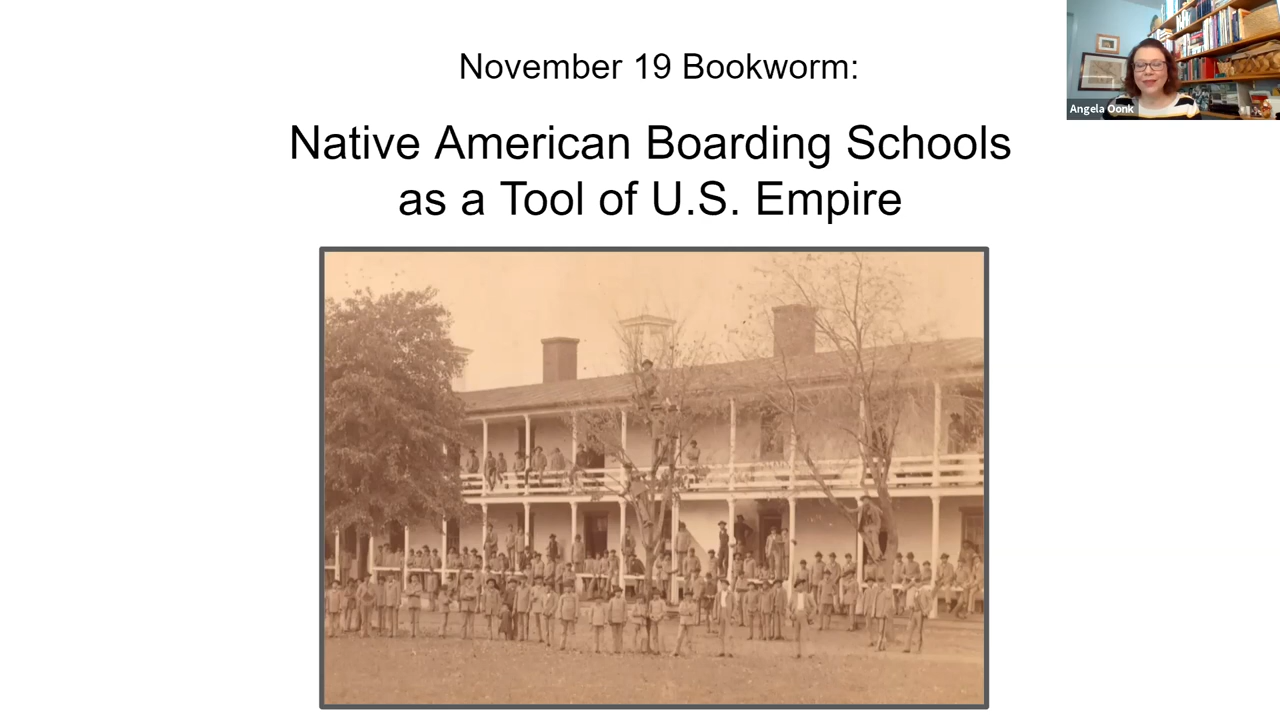 November 19 Bookworm:
Native American Boarding Schools
as a Tool of U.S. Empire
Angela Oonk